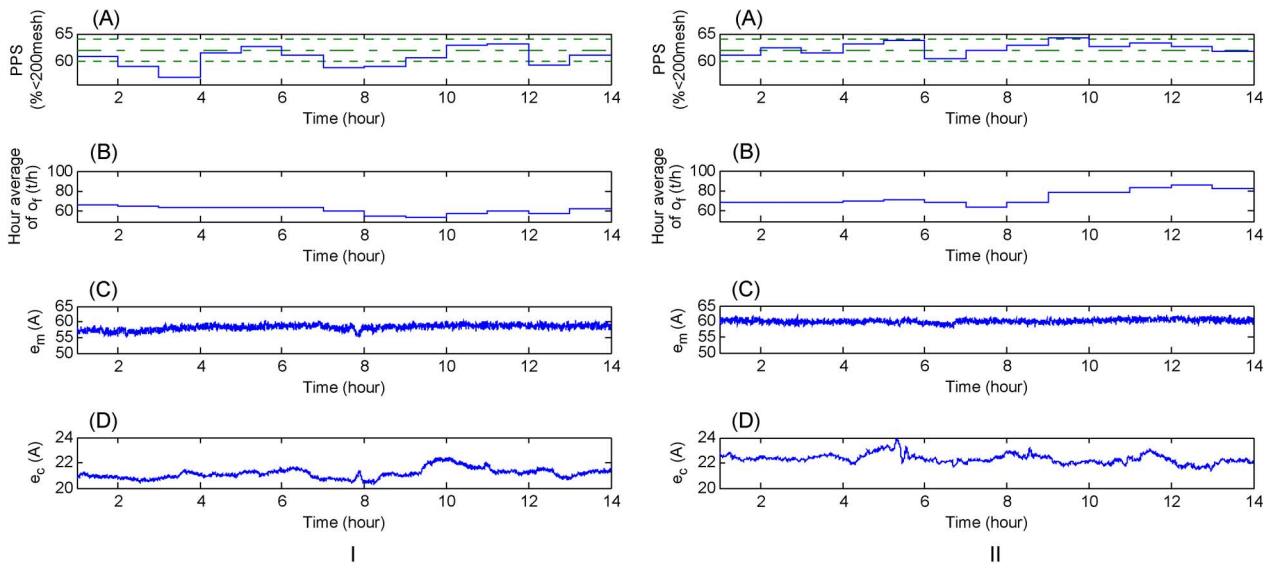 (A)
PPS
(%<200mesh)
65
60
2 4 6 8 10 12 14
Time (hour)
(B)
Hour average
of o_f (t/h)
100
80
60
2 4 6 8 10 12 14
Time (hour)
(C)
e_m (A)
65
60
55
50
2 4 6 8 10 12 14
Time (hour)
(D)
e_c (A)
24
22
20
2 4 6 8 10 12 14
Time (hour)
I
(A)
PPS
(%<200mesh)
65
60
2 4 6 8 10 12 14
Time (hour)
(B)
Hour average
of o_f (t/h)
100
80
60
2 4 6 8 10 12 14
Time (hour)
(C)
e_m (A)
65
60
55
50
2 4 6 8 10 12 14
Time (hour)
(D)
e_c (A)
24
22
20
2 4 6 8 10 12 14
Time (hour)
II